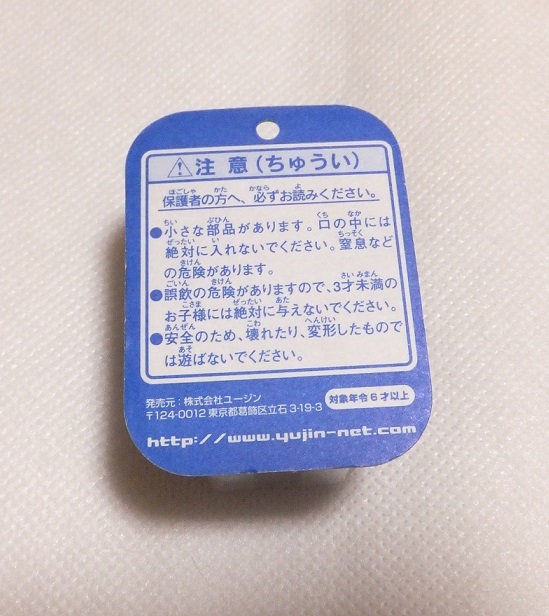 ⚠注意(ちゅうい)
保護者の方へ、必ずお読みください。
●小さな部品があります。口の中には
絶対に入れないでください。窒息など
の危険があります。
●誤飲の危険がありますので、3才未満の
お子様には絶対に与えないでください。
●安全のため、壊れたり、変形したもので
は遊ばないでください。
発売元:株式会社ユージン
〒124-0012 東京都葛飾区立石3-19-3
対象年令6才以上
http://www.yujin-net.com